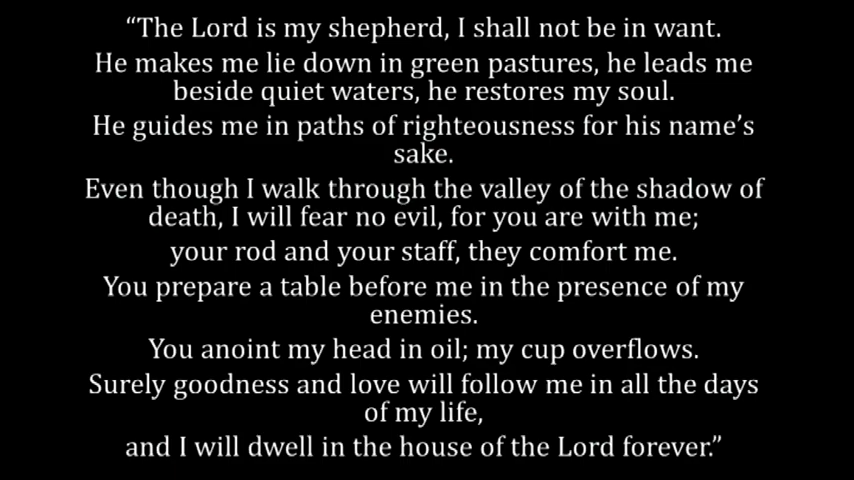 “The Lord is my shepherd, I shall not be in want.
He makes me lie down in green pastures, he leads me
beside quiet waters, he restores my soul.
He guides me in paths of righteousness for his name’s
sake.
Even though I walk through the valley of the shadow of
death, I will fear no evil, for you are with me;
your rod and your staff, they comfort me.
You prepare a table before me in the presence of my
enemies.
You anoint my head in oil; my cup overflows.
Surely goodness and love will follow me in all the days
of my life,
and I will dwell in the house of the Lord forever.”